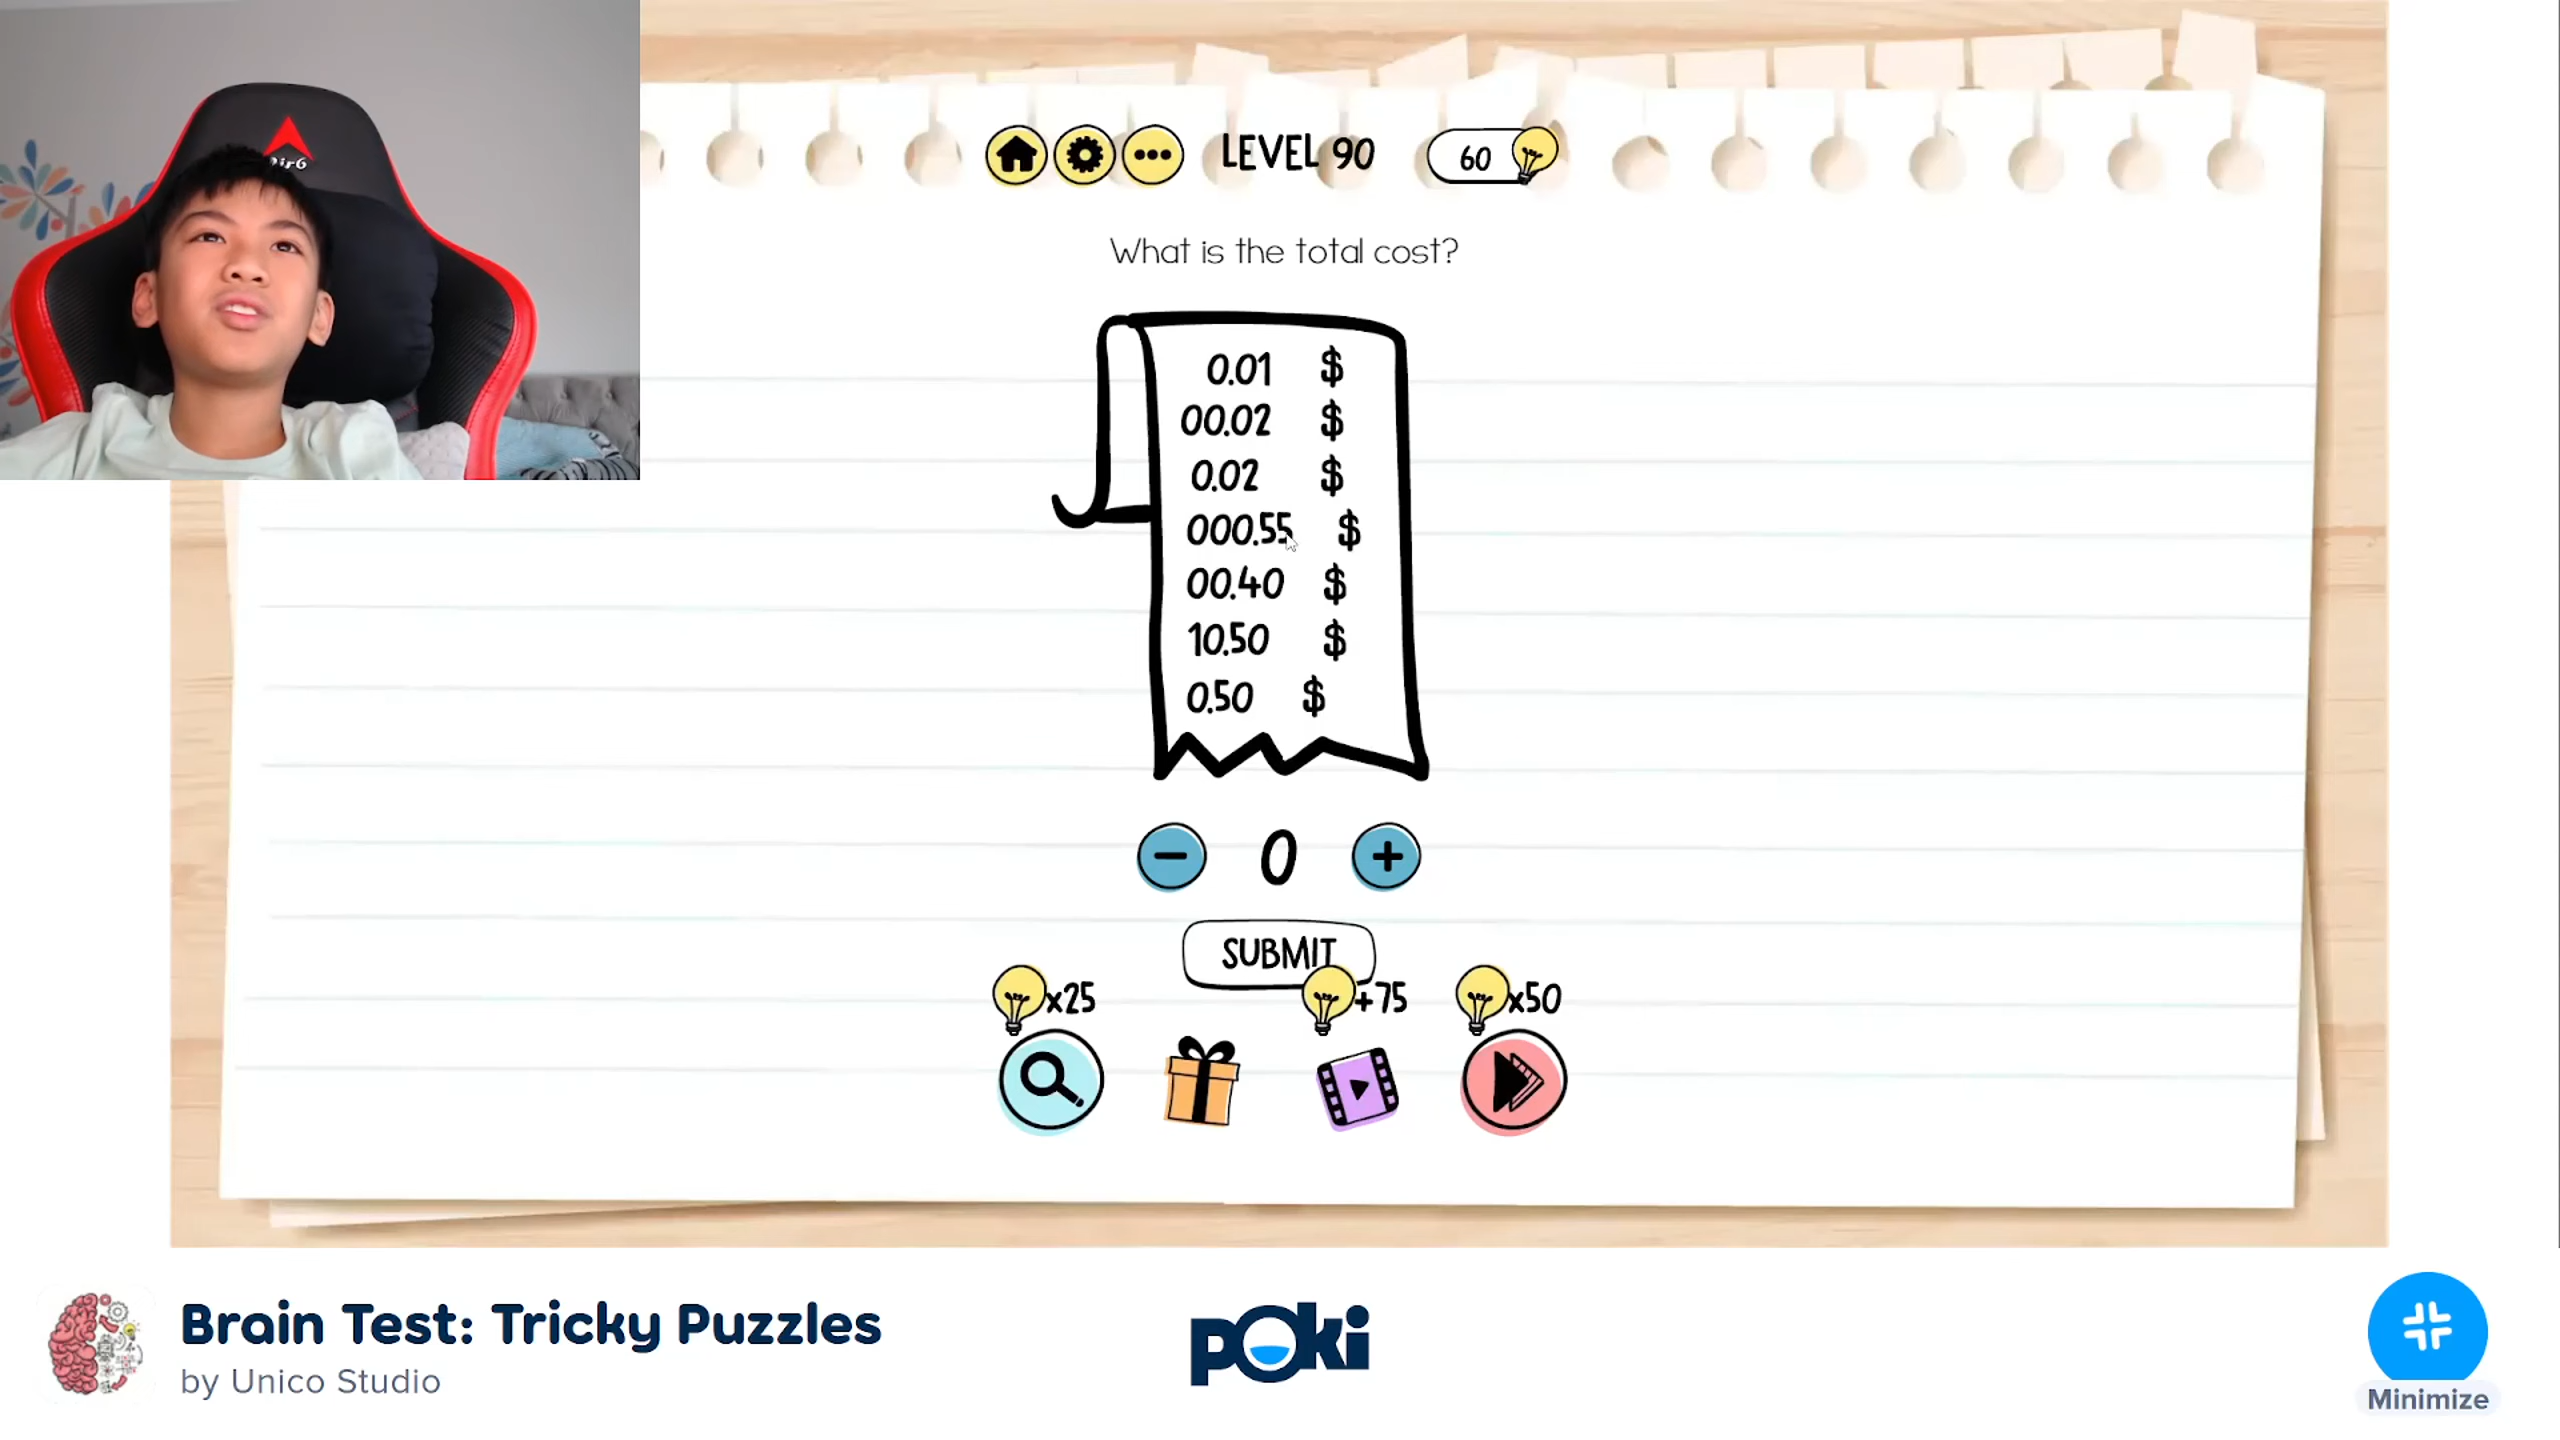 LEVEL 90
60
What is the total cost?
0.01 $
00.02 $
0.02 $
000.55 $
00.40 $
10.50 $
0.50 $
0
SUBMIT
x25
+75
x50
Brain Test: Tricky Puzzles
by Unico Studio
POKi
Minimize